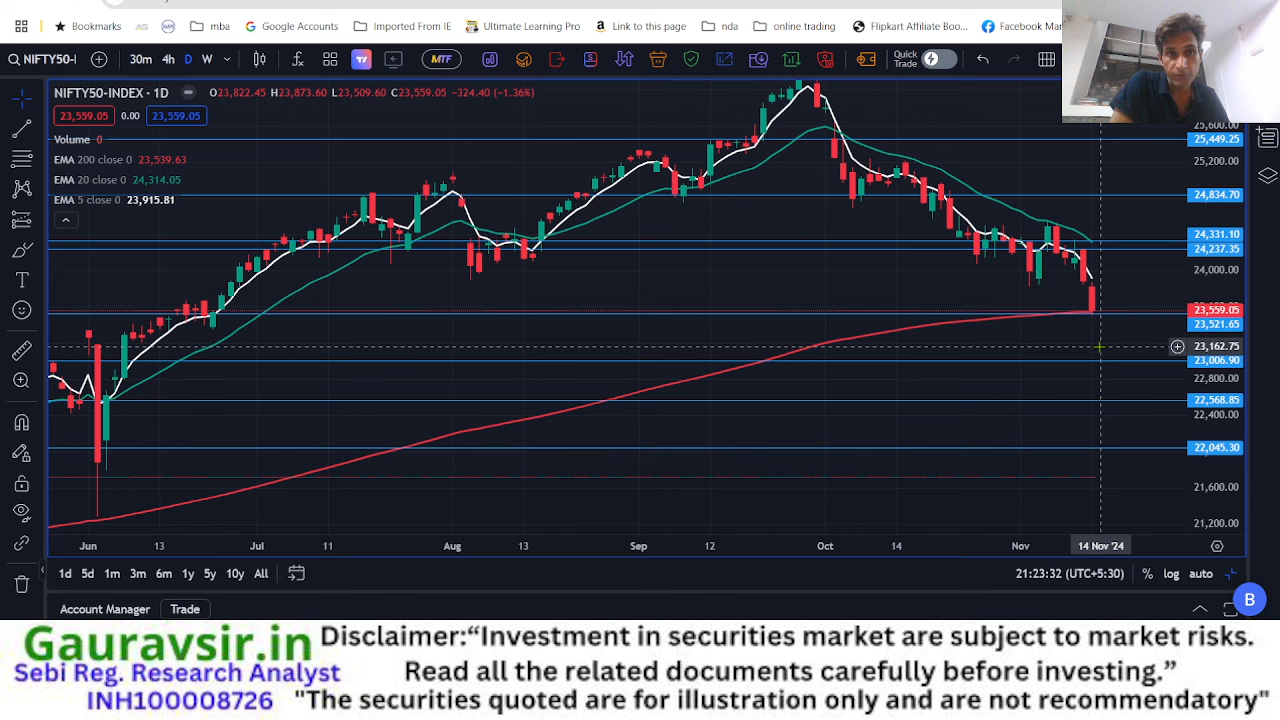 Bookmarks
mba
Google Accounts
Imported From IE
Ultimate Learning Pro
Link to this page
nda
online trading
Flipkart Affiliate Boo...
Facebook Mar
NIFTY50-I
30m 4h D W
MTF
Quick
Trade
NIFTY50-INDEX · 1D
O23,822.45 H23,873.60 L23,509.60 C23,559.05 -324.40 (-1.36%)
23,559.05 0.00 23,559.05
Volume 0
EMA 200 close 0 23,539.63
EMA 20 close 0 24,314.05
EMA 5 close 0 23,915.81
25,449.25
25,200.00
24,834.70
24,331.10
24,237.35
24,000.00
23,559.05
23,521.65
23,162.75
23,006.90
22,800.00
22,568.85
22,400.00
22,045.30
21,600.00
21,200.00
Jun 13 Jul 11 Aug 13 Sep 12 Oct 14 Nov 14 Nov '24
1d 5d 1m 3m 6m 1y 5y 10y All
21:23:32 (UTC+5:30) % log auto
B
Account Manager Trade
Gauravsir.in
Sebi Reg. Research Analyst
INH100008726
Disclaimer:“Investment in securities market are subject to market risks.
Read all the related documents carefully before investing.”
"The securities quoted are for illustration only and are not recommendatory"